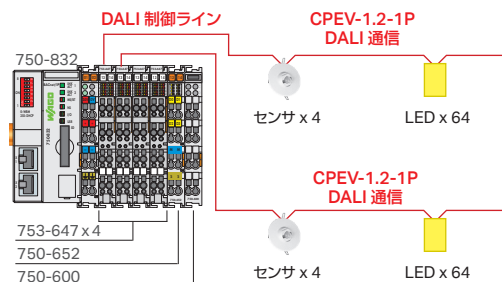 DALI 制御ライン
CPEV-1.2-1P
DALI 通信
750-832
WAGO
センサ x 4
LED x 64
CPEV-1.2-1P
DALI 通信
753-647 x 4
750-652
750-600
センサ x 4
LED x 64